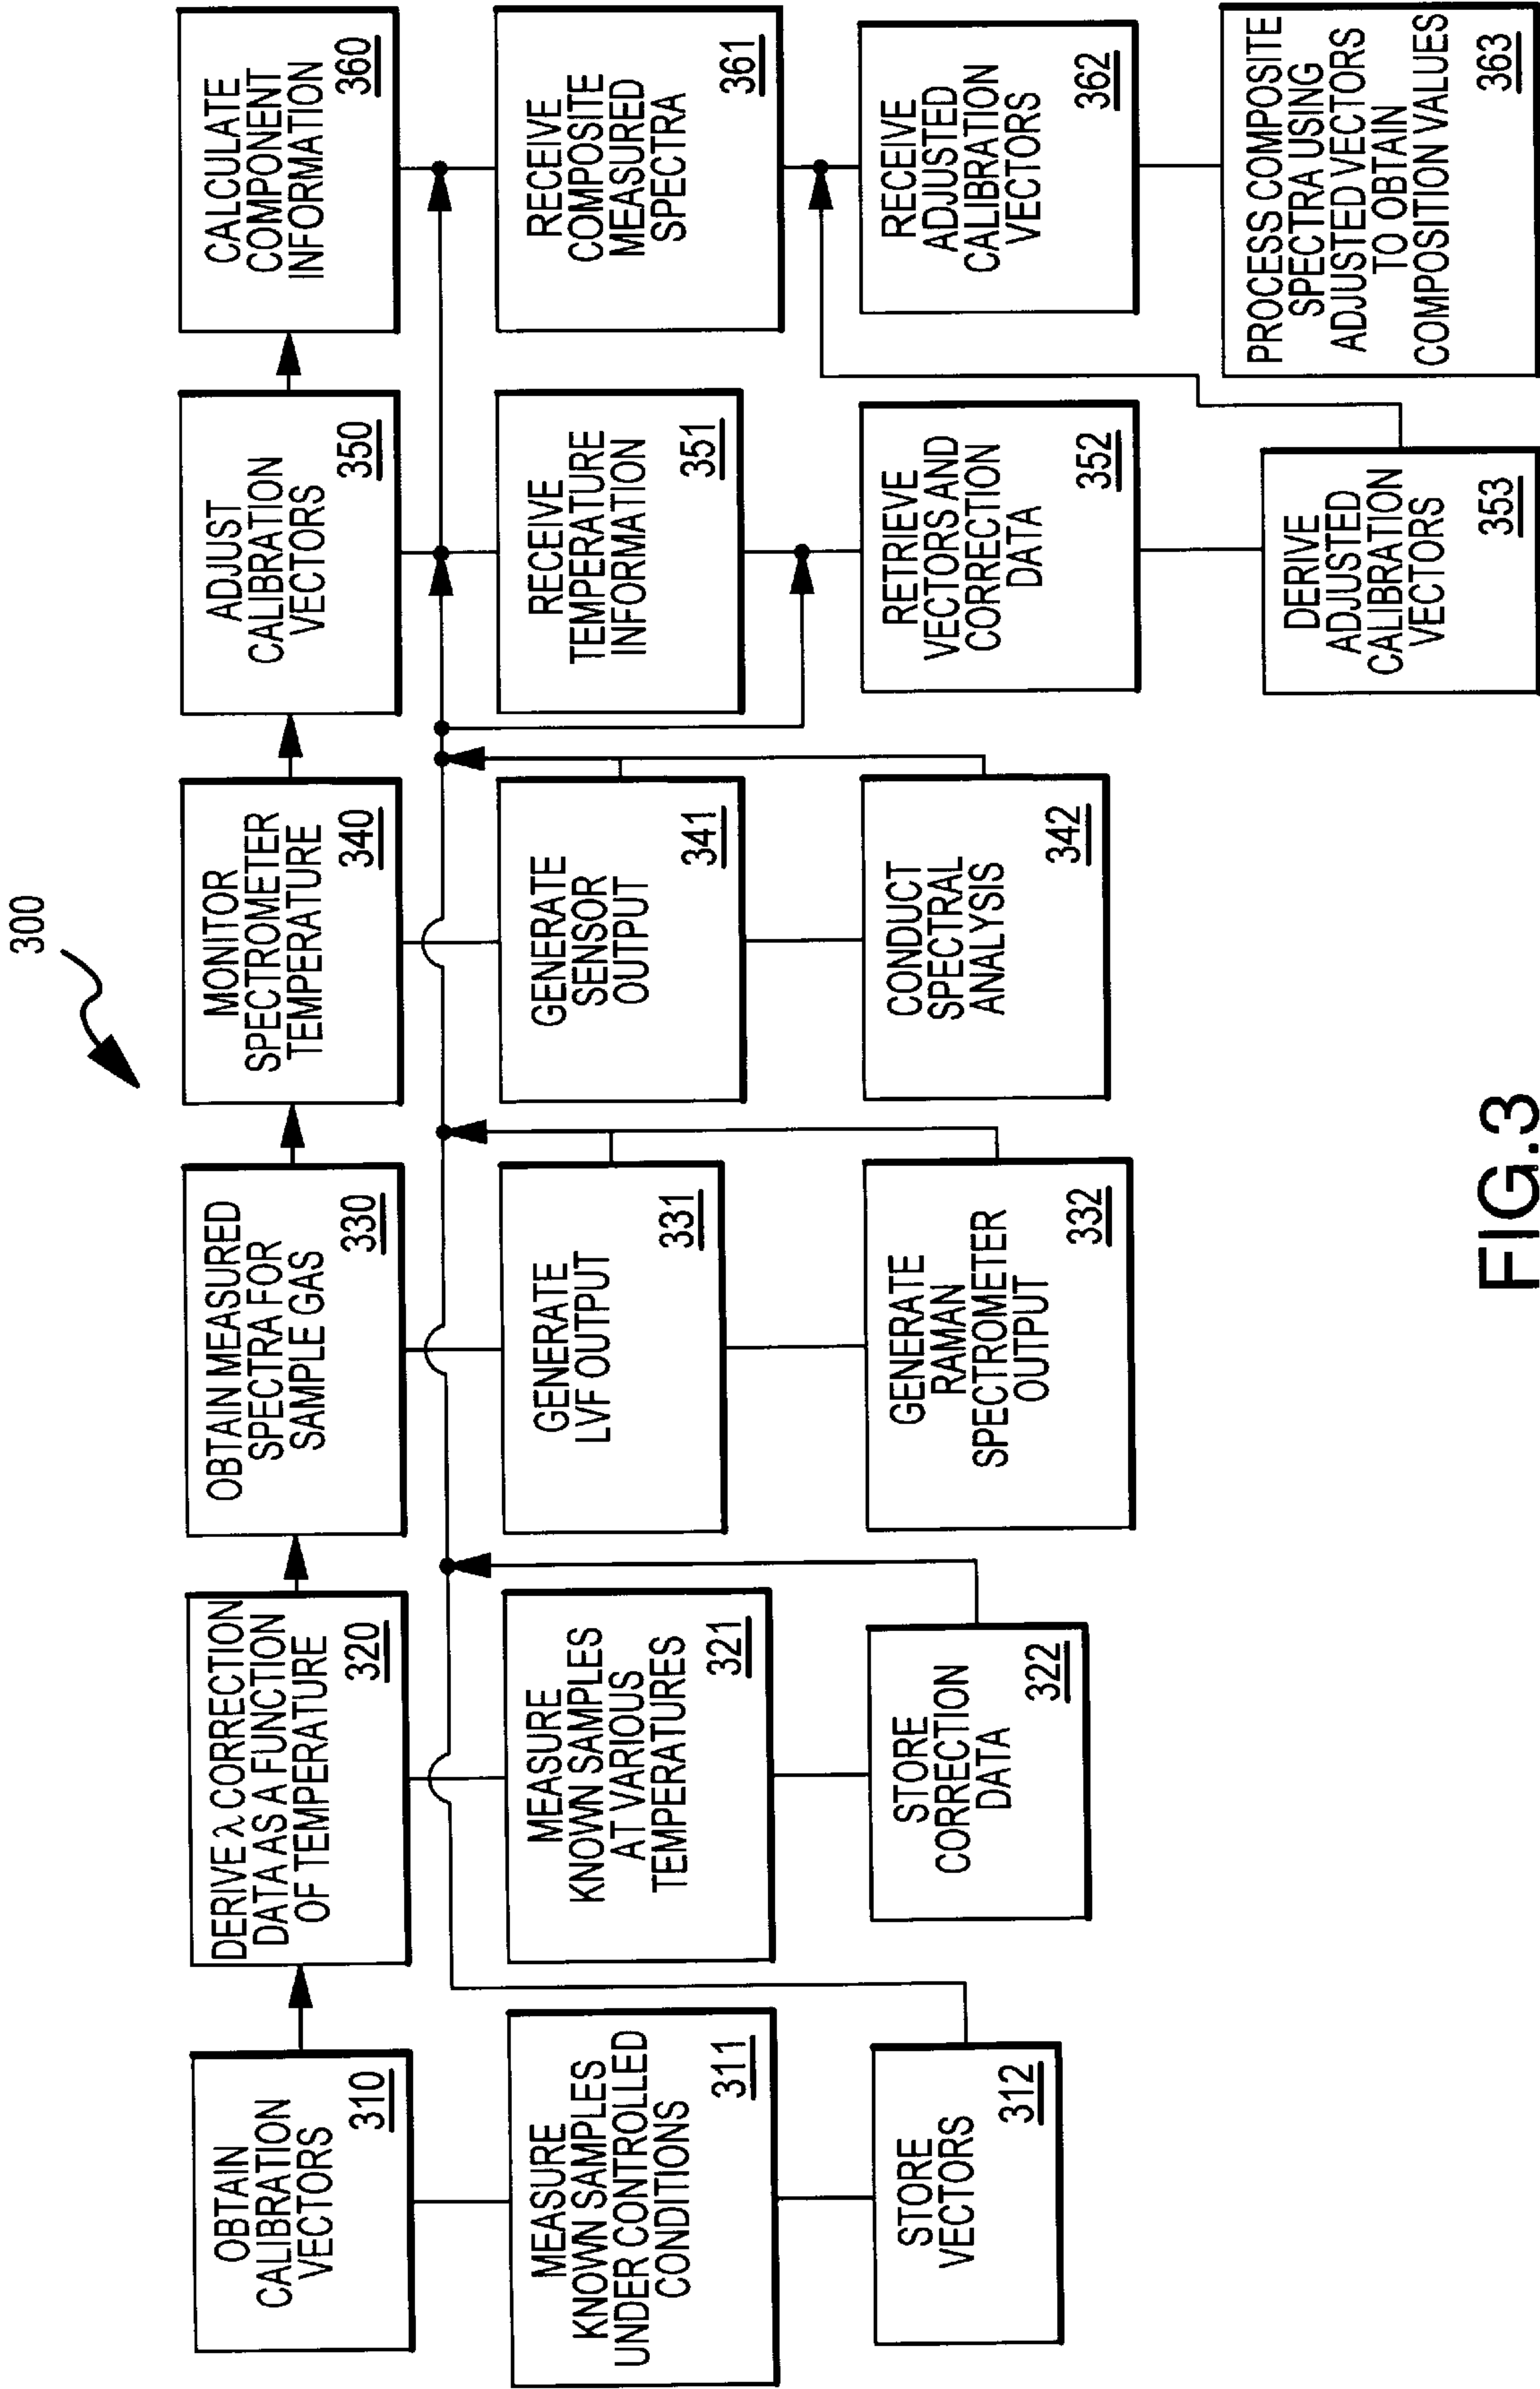 300
OBTAIN
CALIBRATION
VECTORS
310
MEASURE
KNOWN SAMPLES
UNDER CONTROLLED
CONDITIONS
311
STORE
VECTORS
312
DERIVE λ CORRECTION
DATA AS A FUNCTION
OF TEMPERATURE
320
MEASURE
KNOWN SAMPLES
AT VARIOUS
TEMPERATURES
321
STORE
CORRECTION
DATA
322
OBTAIN MEASURED
SPECTRA FOR
SAMPLE GAS
330
GENERATE
LVF OUTPUT
331
GENERATE
RAMAN
SPECTROMETER
OUTPUT
332
MONITOR
SPECTROMETER
TEMPERATURE
340
GENERATE
SENSOR
OUTPUT
341
CONDUCT
SPECTRAL
ANALYSIS
342
ADJUST
CALIBRATION
VECTORS
350
RECEIVE
TEMPERATURE
INFORMATION
351
RETRIEVE
VECTORS AND
CORRECTION
DATA
352
DERIVE
ADJUSTED
CALIBRATION
VECTORS
353
CALCULATE
COMPONENT
INFORMATION
360
RECEIVE
COMPOSITE
MEASURED
SPECTRA
361
RECEIVE
ADJUSTED
CALIBRATION
VECTORS
362
PROCESS COMPOSITE
SPECTRA USING
ADJUSTED VECTORS
TO OBTAIN
COMPOSITION VALUES
363
FIG.3